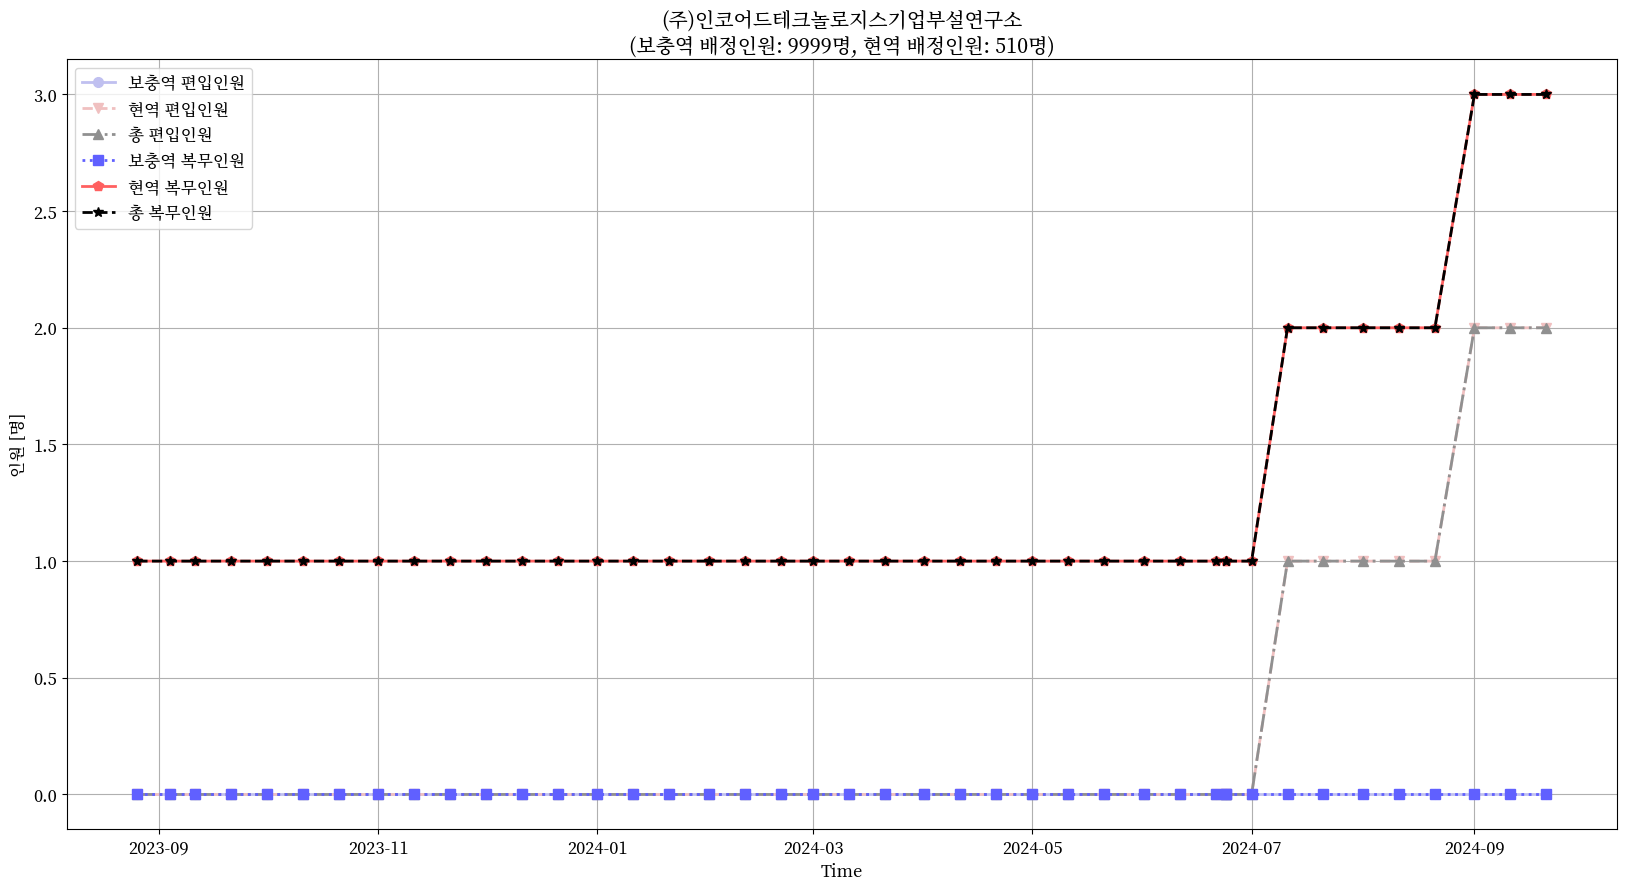 (주)인코어드테크놀로지스기업부설연구소
(보충역 배정인원: 9999명, 현역 배정인원: 510명)
보충역 편입인원
현역 편입인원
총 편입인원
보충역 복무인원
현역 복무인원
총 복무인원
3.0
2.5
2.0
1.5
1.0
0.5
0.0
인원 [명]
2023-09 2023-11 2024-01 2024-03 2024-05 2024-07 2024-09
Time